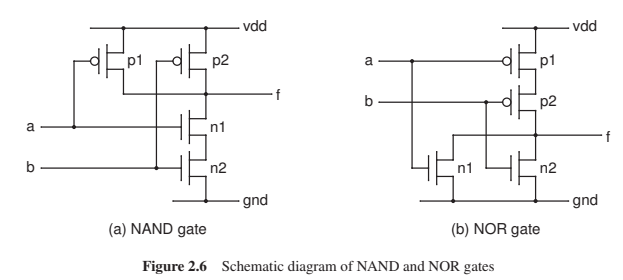 vdd vdd
p1 p2 a p1
b p2
f
a n1 f
b n2 n1 n2
gnd gnd
(a) NAND gate (b) NOR gate
Figure 2.6 Schematic diagram of NAND and NOR gates